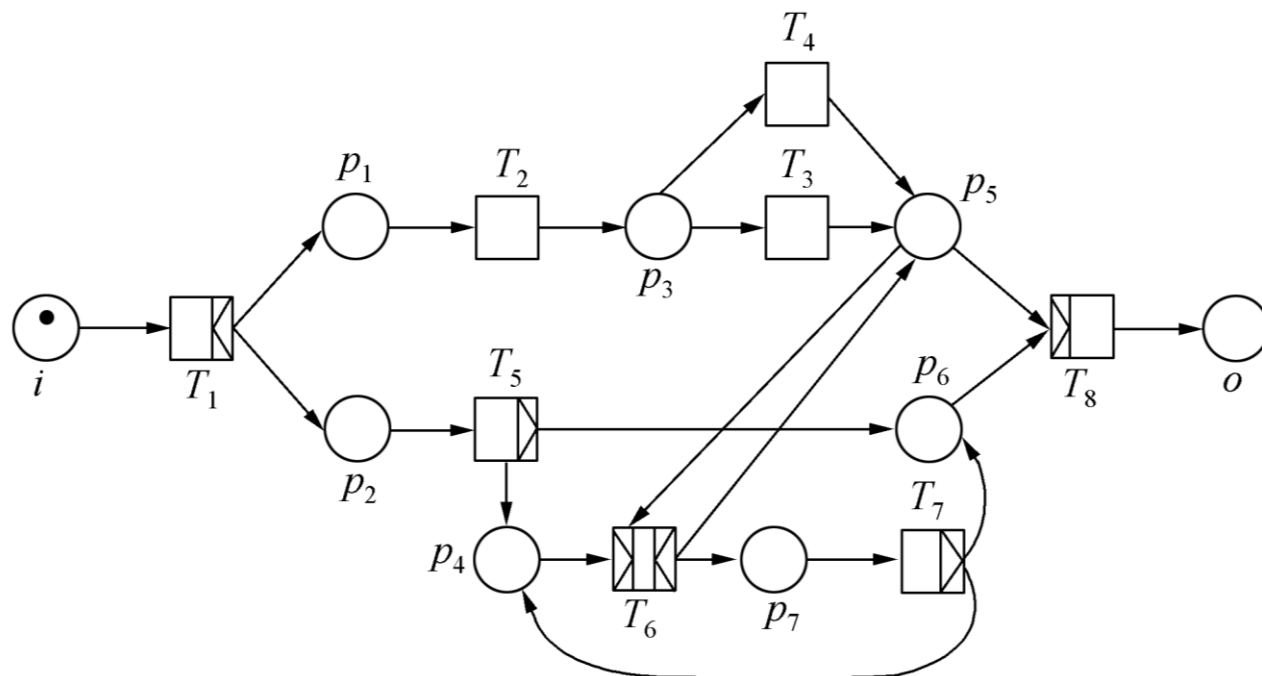 T₄
p₁
T₂
T₃
p₅
p₃
i
T₁
T₅
p₆
T₈
o
p₂
T₇
p₄
T₆
p₇